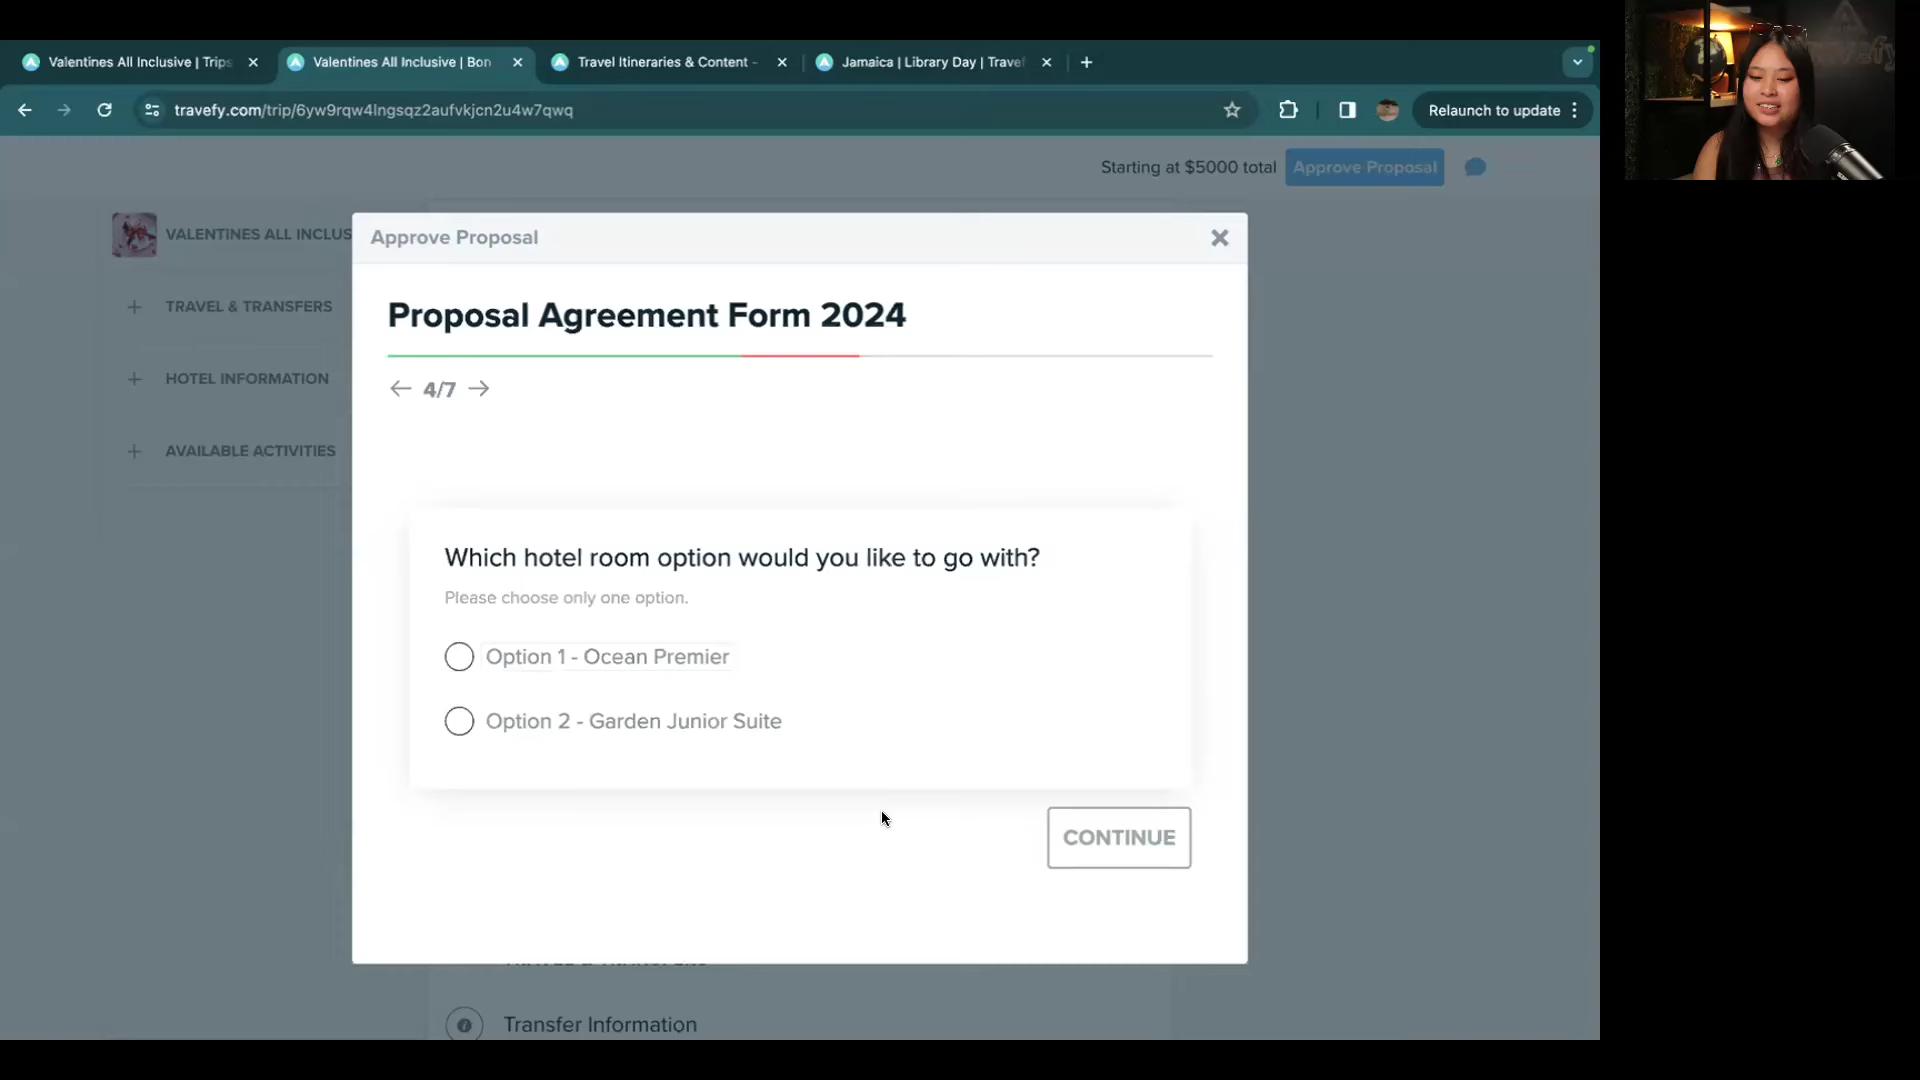 Valentines All Inclusive | Trips
Valentines All Inclusive | Bon
Travel Itineraries & Content -
Jamaica | Library Day | Travef
travefy.com/trip/6yw9rqw4lngsqz2aufvkjcn2u4w7qwq
Relaunch to update
Starting at $5000 total
Approve Proposal
VALENTINES ALL INCLUS
TRAVEL & TRANSFERS
HOTEL INFORMATION
AVAILABLE ACTIVITIES
Approve Proposal
Proposal Agreement Form 2024
4/7
Which hotel room option would you like to go with?
Please choose only one option.
Option 1 - Ocean Premier
Option 2 - Garden Junior Suite
CONTINUE
Transfer Information